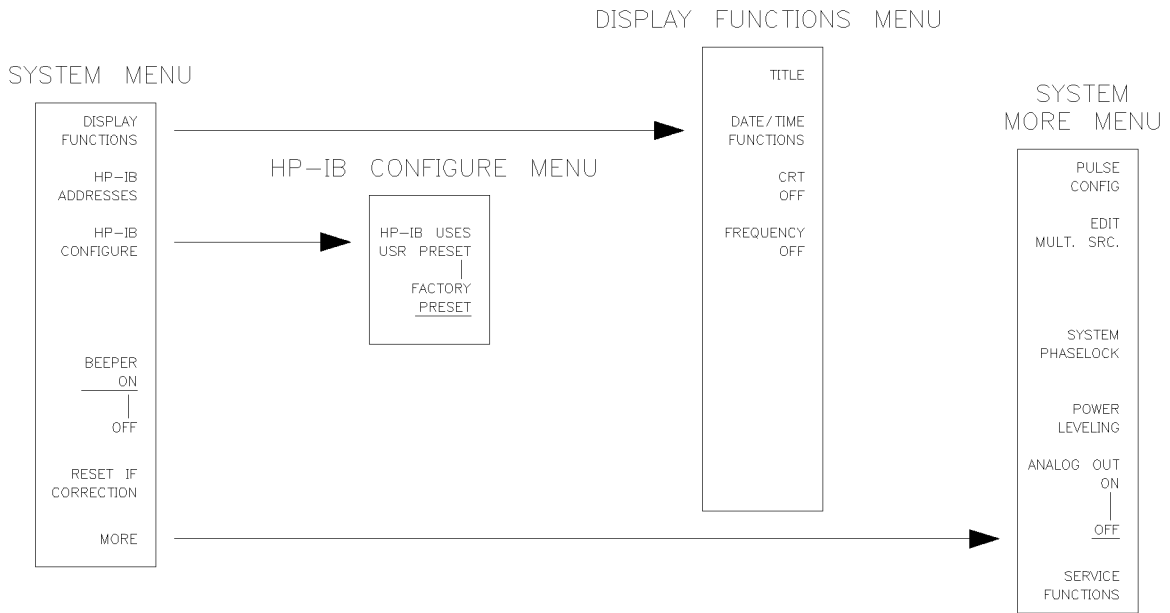 SYSTEM MENU
DISPLAY
FUNCTIONS
HP-IB
ADDRESSES
HP-IB
CONFIGURE
BEEPER
ON
OFF
RESET IF
CORRECTION
MORE
HP-IB CONFIGURE MENU
HP-IB USES
USR PRESET
FACTORY
PRESET
DISPLAY FUNCTIONS MENU
TITLE
DATE/TIME
FUNCTIONS
CRT
OFF
FREQUENCY
OFF
SYSTEM
MORE MENU
PULSE
CONFIG
EDIT
MULT. SRC.
SYSTEM
PHASELOCK
POWER
LEVELING
ANALOG OUT
ON
OFF
SERVICE
FUNCTIONS